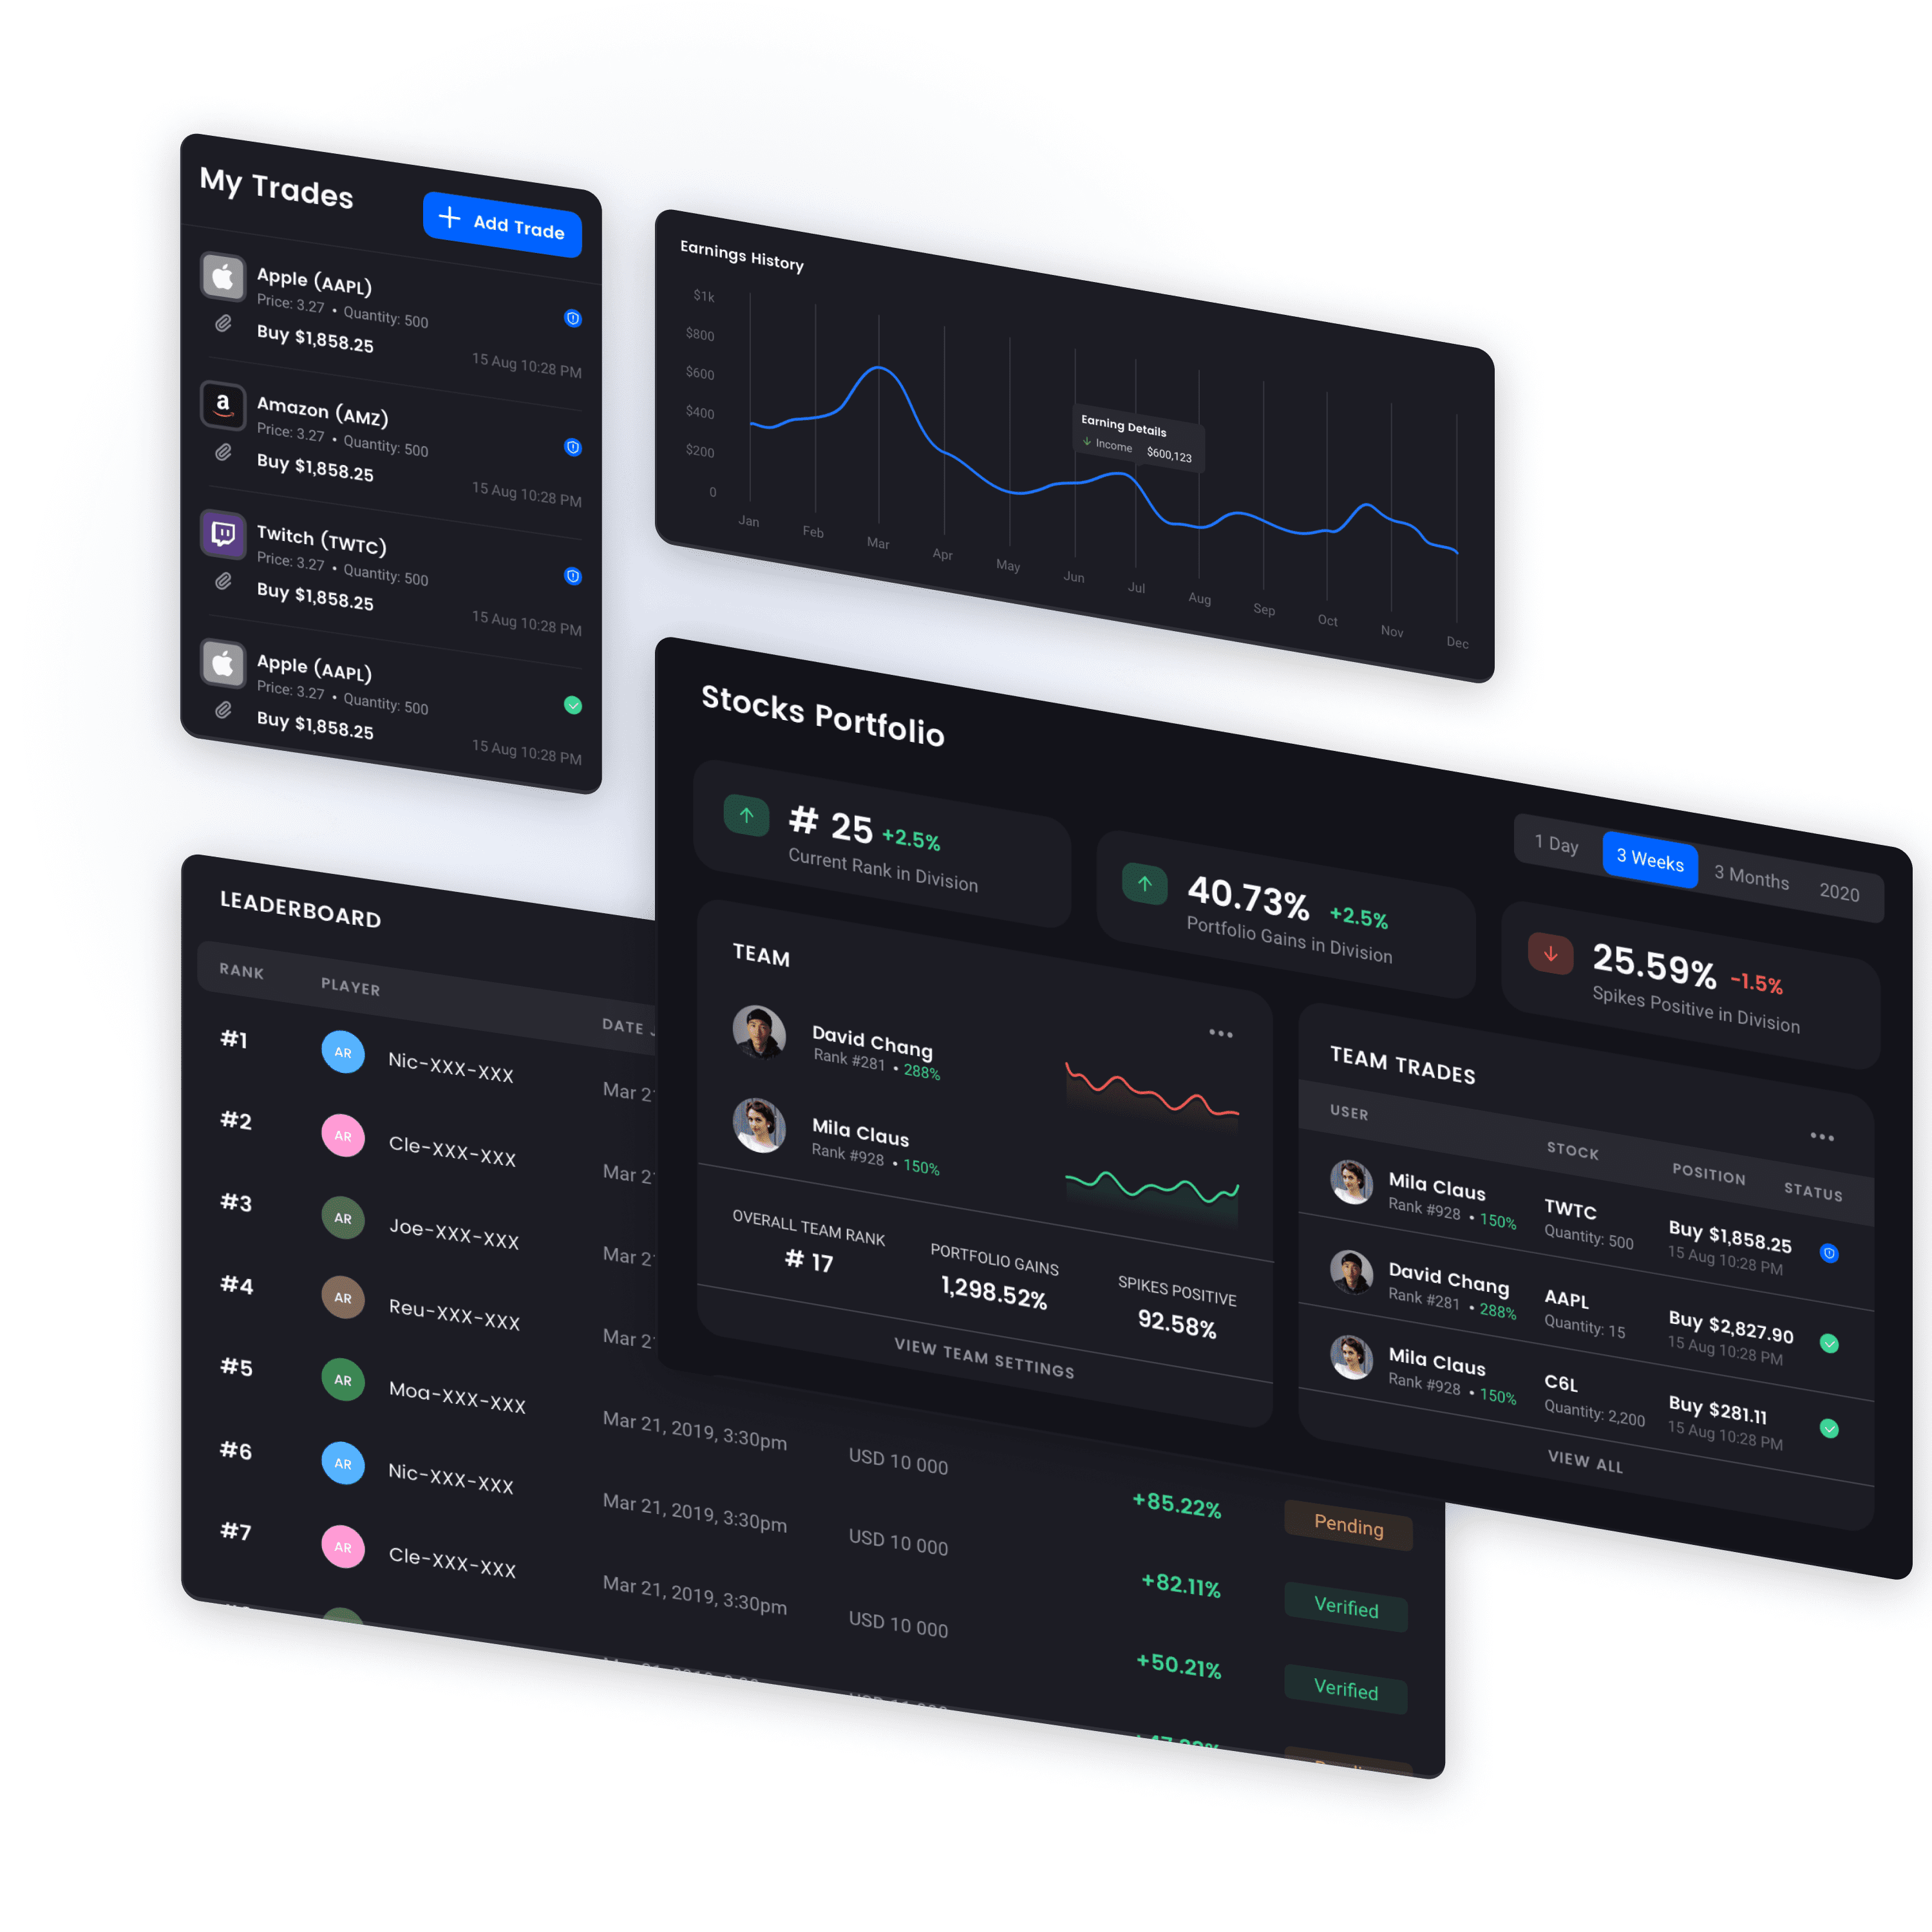 My Trades
Add Trade
Apple (AAPL)
Price: 3.27 • Quantity: 500
Buy $1,858.25
15 Aug 10:28 PM
a
Amazon (AMZ)
Price: 3.27 • Quantity: 500
Buy $1,858.25
15 Aug 10:28 PM
Twitch (TWTC)
Price: 3.27 • Quantity: 500
Buy $1,858.25
15 Aug 10:28 PM
Apple (AAPL)
Price: 3.27 • Quantity: 500
Buy $1,858.25
15 Aug 10:28 PM
Earnings History
$1k
$800
$600
$400
$200
0
Jan Feb Mar Apr May Jun Jul Aug Sep Oct Nov Dec
Earning Details
Income $600,123
Stocks Portfolio
1 Day 3 Weeks 3 Months 2020
# 25 +2.5%
Current Rank in Division
40.73% +2.5%
Portfolio Gains in Division
25.59% -1.5%
Spikes Positive in Division
TEAM
David Chang
Rank #281 • 288%
Mila Claus
Rank #928 • 150%
OVERALL TEAM RANK
# 17
PORTFOLIO GAINS
1,298.52%
SPIKES POSITIVE
92.58%
VIEW TEAM SETTINGS
TEAM TRADES
USER STOCK POSITION STATUS
Mila Claus
Rank #928 • 150%
TWTC
Quantity: 500
Buy $1,858.25
15 Aug 10:28 PM
David Chang
Rank #281 • 288%
AAPL
Quantity: 15
Buy $2,827.90
15 Aug 10:28 PM
Mila Claus
Rank #928 • 150%
C6L
Quantity: 2,200
Buy $281.11
15 Aug 10:28 PM
VIEW ALL
LEADERBOARD
RANK PLAYER DATE
#1 AR Nic-XXX-XXX Mar 2
#2 AR Cle-XXX-XXX Mar 2
#3 AR Joe-XXX-XXX Mar 2
#4 AR Reu-XXX-XXX Mar 2
#5 AR Moa-XXX-XXX Mar 21, 2019, 3:30pm USD 10 000 +85.22% Pending
#6 AR Nic-XXX-XXX Mar 21, 2019, 3:30pm USD 10 000 +82.11% Verified
#7 AR Cle-XXX-XXX Mar 21, 2019, 3:30pm USD 10 000 +50.21% Verified